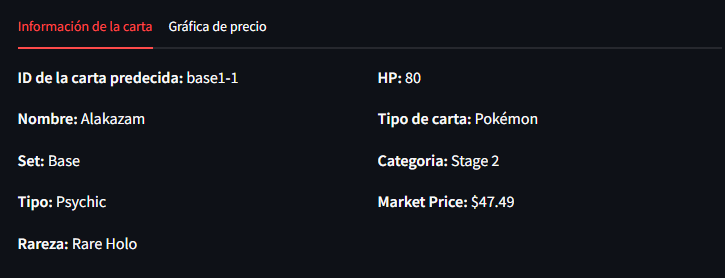 Información de la carta
Gráfica de precio
ID de la carta predecida: base1-1
HP: 80
Nombre: Alakazam
Tipo de carta: Pokémon
Set: Base
Categoria: Stage 2
Tipo: Psychic
Market Price: $47.49
Rareza: Rare Holo